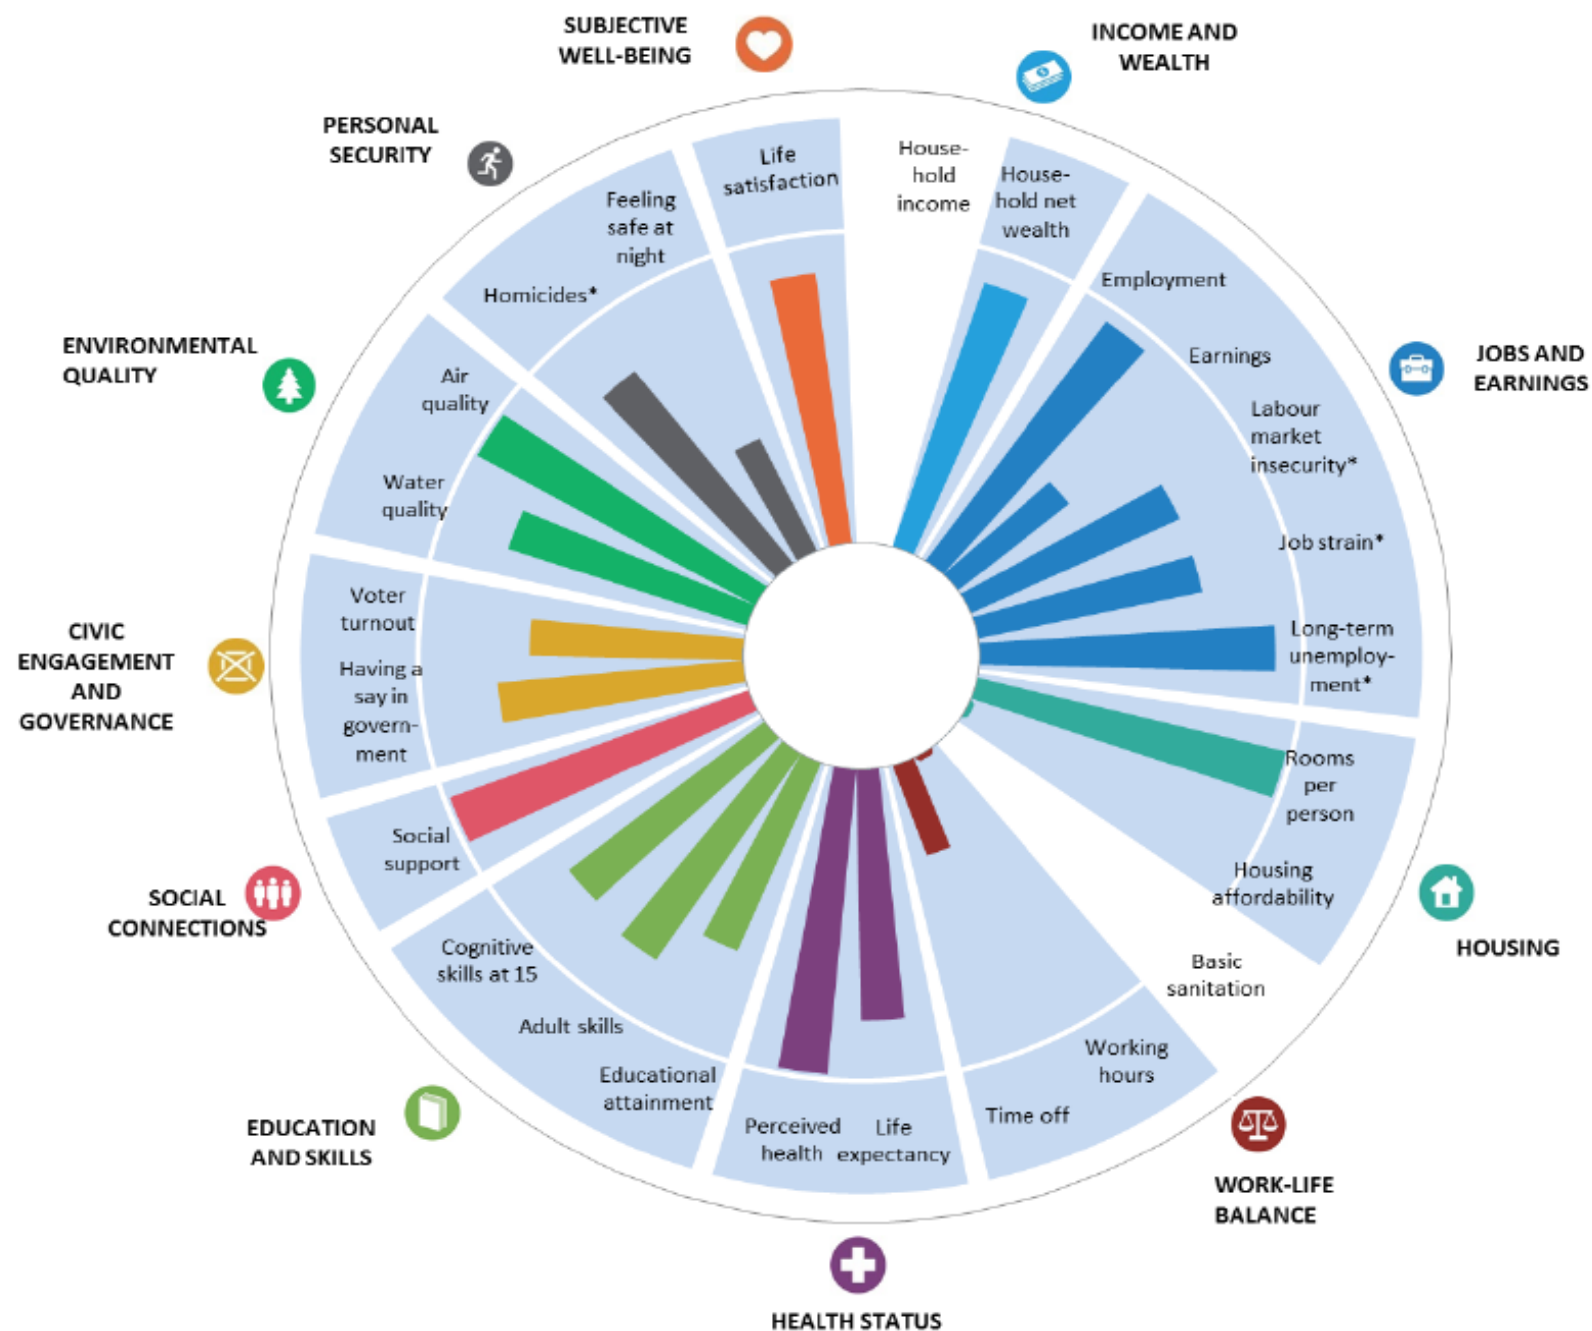 SUBJECTIVE
WELL-BEING
INCOME AND
WEALTH
PERSONAL
SECURITY
House-
hold
income
House-
hold net
wealth
Life
satisfaction
Feeling
safe at
night
Homicides*
Employment
Earnings
Labour
market
insecurity*
Job strain*
Long-term
unemploy-
ment*
JOBS AND
EARNINGS
ENVIRONMENTAL
QUALITY
Air
quality
Water
quality
CIVIC
ENGAGEMENT
AND
GOVERNANCE
Voter
turnout
Having a
say in
govern-
ment
Rooms
per
person
Housing
affordability
Basic
sanitation
HOUSING
SOCIAL
CONNECTIONS
Social
support
Cognitive
skills at 15
Adult skills
Educational
attainment
EDUCATION
AND SKILLS
Perceived
health
Life
expectancy
Time off
Working
hours
WORK-LIFE
BALANCE
HEALTH STATUS